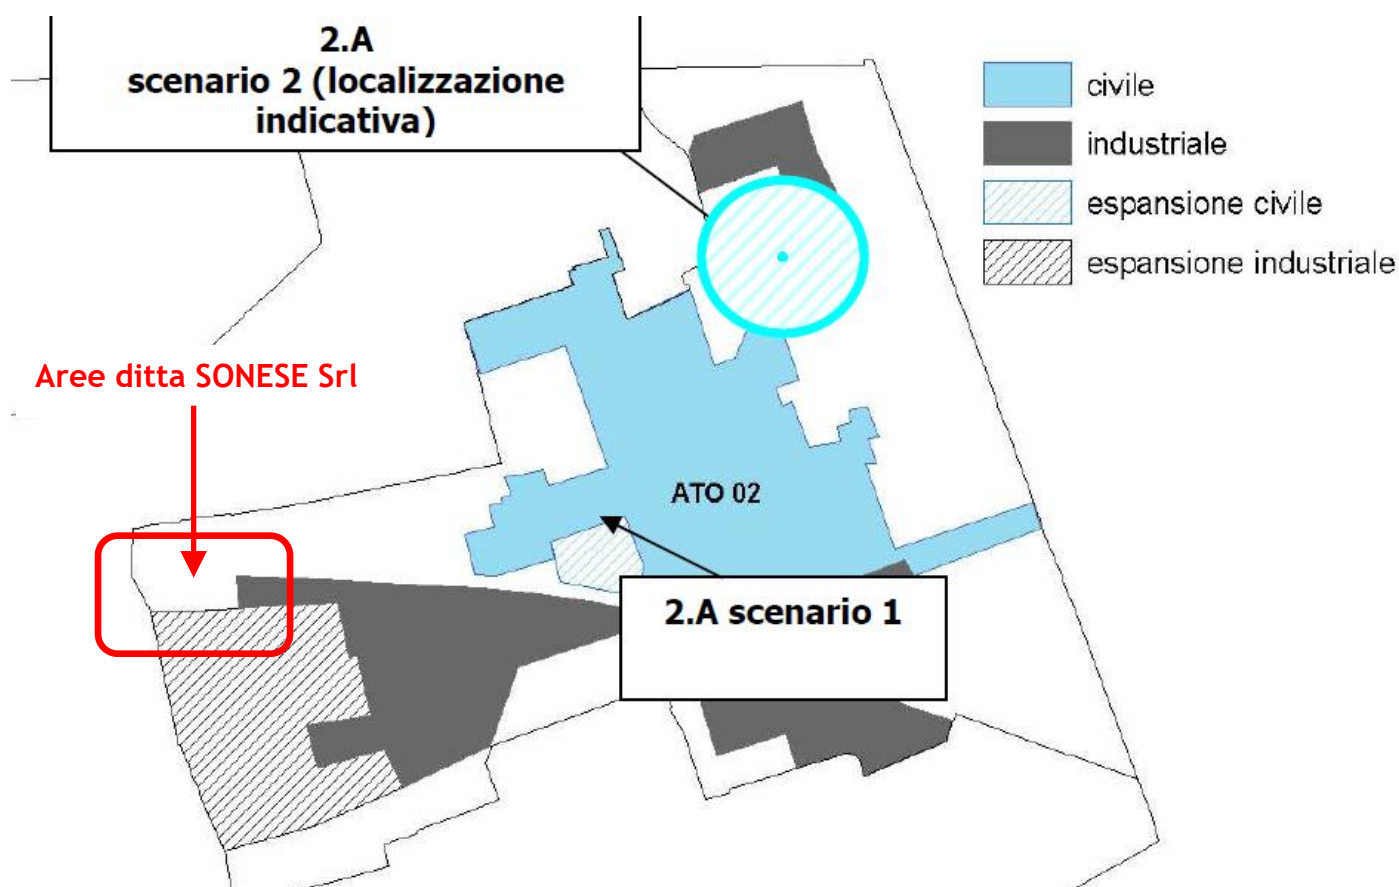 2.A
scenario 2 (localizzazione
indicativa)
civile
industriale
espansione civile
espansione industriale
Aree ditta SONESE Srl
ATO 02
2.A scenario 1